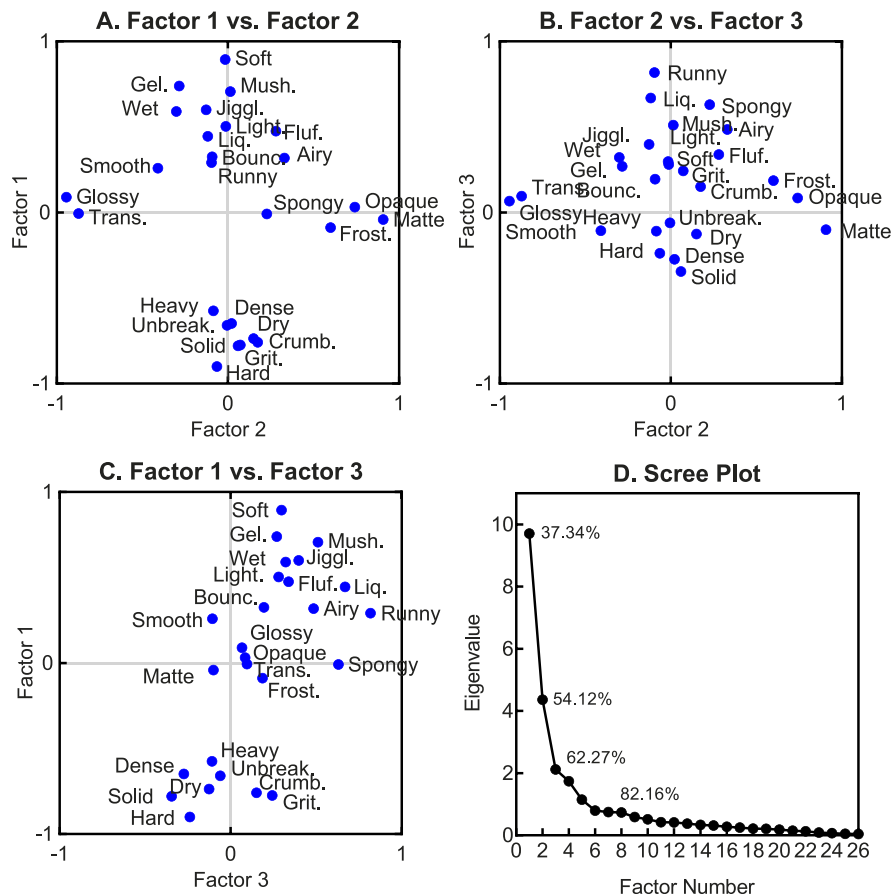 A. Factor 1 vs. Factor 2
1
Soft
Gel.
Mush.
Wet
Jiggl.
Light.
Fluf.
Liq.
Bounc.
Airy
Smooth
Runny
Glossy
Spongy
Opaque
0
Trans.
Matte
Frost.
Heavy
Dense
Unbreak.
Dry
Solid
Crumb.
Grit.
Hard
-1
-1
0
1
Factor 1
Factor 2
B. Factor 2 vs. Factor 3
1
Runny
Liq.
Spongy
Mush.
Airy
Jiggl.
Light.
Wet
Fluf.
Soft
Gel.
Grit.
Frost.
Trans.
Bounc.
Crumb.
Opaque
0
Glossy
Heavy
Unbreak.
Smooth
Dry
Matte
Hard
Dense
Solid
-1
-1
0
1
Factor 3
Factor 2
C. Factor 1 vs. Factor 3
1
Soft
Gel.
Mush.
Wet
Jiggl.
Light.
Fluf.
Liq.
Bounc.
Airy
Runny
Smooth
Glossy
Opaque
0
Trans.
Spongy
Matte
Frost.
Heavy
Dense
Unbreak.
Dry
Crumb.
Solid
Grit.
Hard
-1
-1
0
1
Factor 1
Factor 3
D. Scree Plot
10
37.34%
8
6
54.12%
4
62.27%
2
82.16%
0
0 2 4 6 8 10 12 14 16 18 20 22 24 26
Eigenvalue
Factor Number